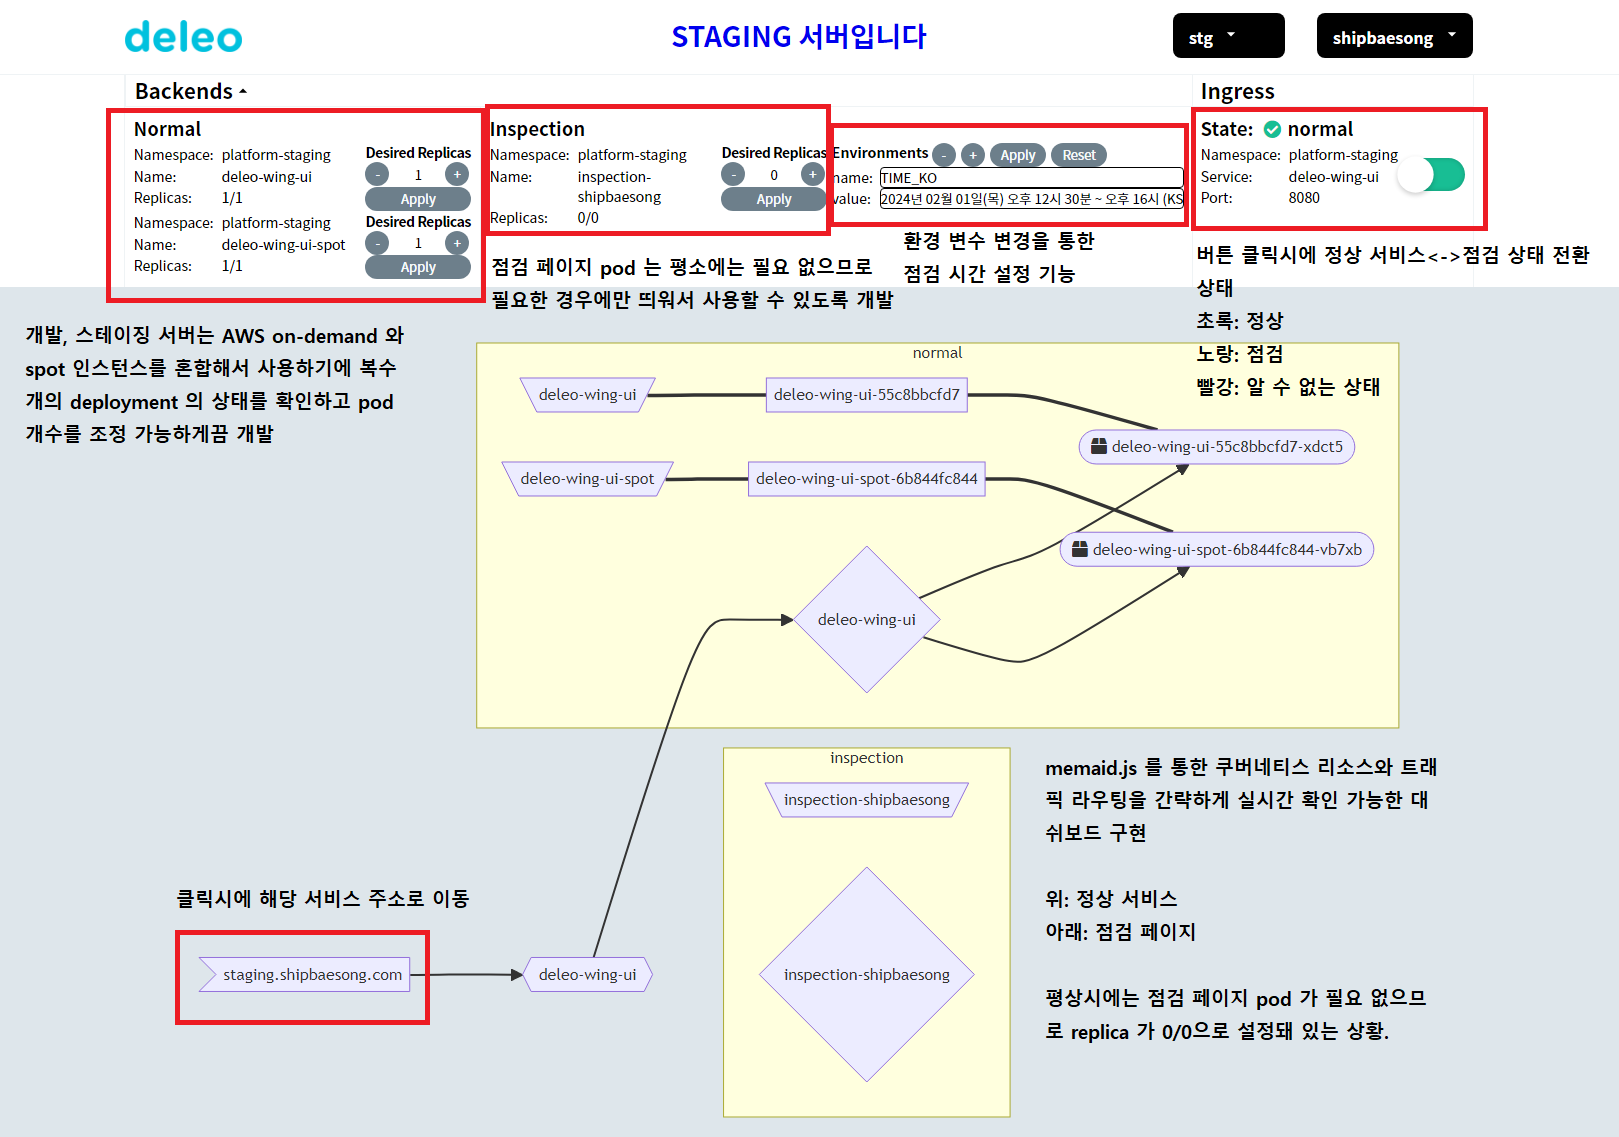 deleo
STAGING 서버입니다
stg
shipbaesong
Backends
Normal
Namespace: platform-staging
Name: deleo-wing-ui
Replicas: 1/1
Desired Replicas
- 1 +
Apply
Namespace: platform-staging
Name: deleo-wing-ui-spot
Replicas: 1/1
Desired Replicas
- 1 +
Apply
Inspection
Namespace: platform-staging
Name: inspection-
shipbaesong
Replicas: 0/0
Desired Replicas
- 0 +
Apply
Environments - + Apply Reset
name: TIME_KO
value: 2024년 02월 01일(목) 오후 12시 30분 ~ 오후 16시 (KS
Ingress
State: normal
Namespace: platform-staging
Service: deleo-wing-ui
Port: 8080
점검 페이지 pod 는 평소에는 필요 없으므로
필요한 경우에만 띄워서 사용할 수 있도록 개발
환경 변수 변경을 통한
점검 시간 설정 기능
버튼 클릭시에 정상 서비스<->점검 상태 전환
상태
초록: 정상
노랑: 점검
빨강: 알 수 없는 상태
개발, 스테이징 서버는 AWS on-demand 와
spot 인스턴스를 혼합해서 사용하기에 복수
개의 deployment 의 상태를 확인하고 pod
개수를 조정 가능하게끔 개발
normal
deleo-wing-ui
deleo-wing-ui-55c8bbcfd7
deleo-wing-ui-55c8bbcfd7-xdct5
deleo-wing-ui-spot
deleo-wing-ui-spot-6b844fc844
deleo-wing-ui-spot-6b844fc844-vb7xb
deleo-wing-ui
inspection
inspection-shipbaesong
inspection-shipbaesong
memaid.js 를 통한 쿠버네티스 리소스와 트래
픽 라우팅을 간략하게 실시간 확인 가능한 대
쉬보드 구현
위: 정상 서비스
아래: 점검 페이지
평상시에는 점검 페이지 pod 가 필요 없으므
로 replica 가 0/0으로 설정돼 있는 상황.
클릭시에 해당 서비스 주소로 이동
staging.shipbaesong.com
deleo-wing-ui